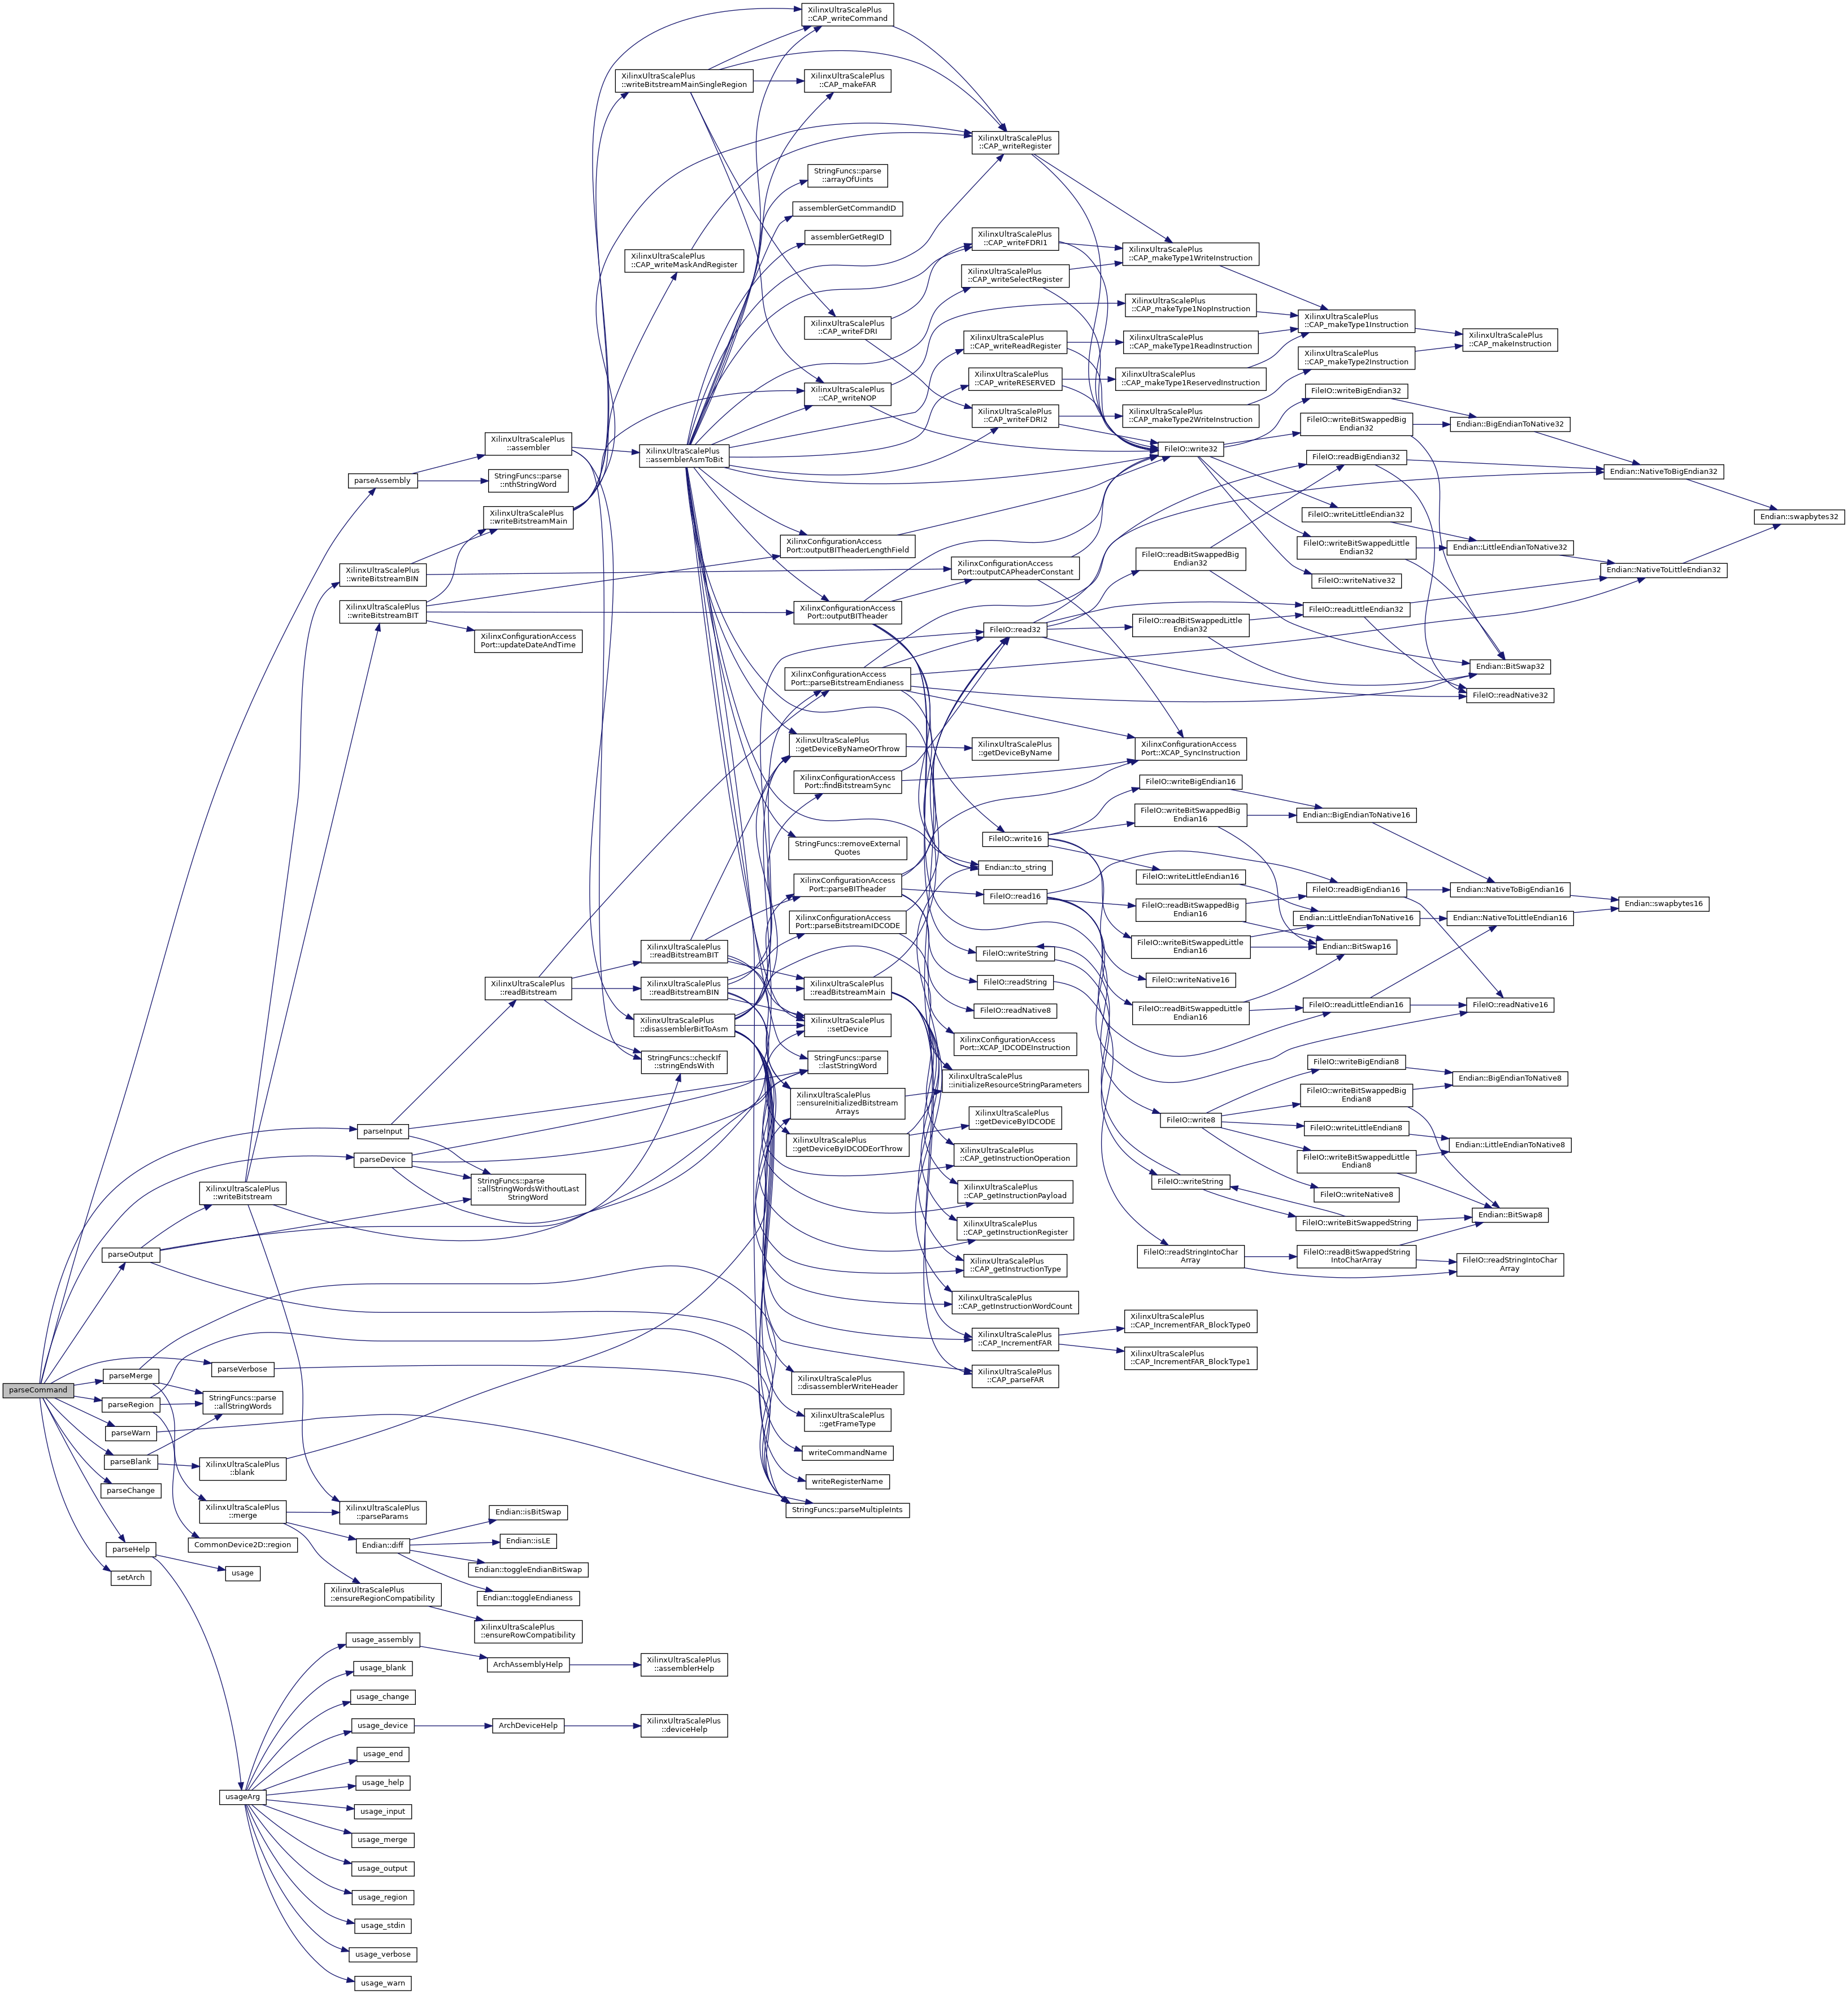 parseCommand
parseAssembly
XilinxUltraScalePlus
::assembler
StringFuncs::parse
::nthStringWord
XilinxUltraScalePlus
::writeBitstreamMain
XilinxUltraScalePlus
::writeBitstreamBIN
XilinxUltraScalePlus
::writeBitstreamBIT
XilinxConfigurationAccess
Port::updateDateAndTime
XilinxUltraScalePlus
::readBitstream
parseInput
parseDevice
StringFuncs::parse
::allStringWordsWithoutLast
StringWord
XilinxUltraScalePlus
::writeBitstream
parseOutput
parseVerbose
parseMerge
StringFuncs::parse
::allStringWords
parseRegion
parseWarn
parseBlank
XilinxUltraScalePlus
::blank
parseChange
XilinxUltraScalePlus
::merge
XilinxUltraScalePlus
::parseParams
CommonDevice2D::region
parseHelp
usage
setArch
Endian::diff
Endian::isBitSwap
Endian::isLE
Endian::toggleEndianBitSwap
Endian::toggleEndianess
XilinxUltraScalePlus
::ensureRegionCompatibility
XilinxUltraScalePlus
::ensureRowCompatibility
usageArg
usage_assembly
ArchAssemblyHelp
XilinxUltraScalePlus
::assemblerHelp
usage_blank
usage_change
usage_device
ArchDeviceHelp
XilinxUltraScalePlus
::deviceHelp
usage_end
usage_help
usage_input
usage_merge
usage_output
usage_region
usage_stdin
usage_verbose
usage_warn
XilinxUltraScalePlus
::writeBitstreamMainSingleRegion
XilinxUltraScalePlus
::CAP_writeMaskAndRegister
XilinxUltraScalePlus
::assemblerAsmToBit
XilinxUltraScalePlus
::readBitstreamBIT
XilinxUltraScalePlus
::readBitstreamBIN
XilinxUltraScalePlus
::disassemblerBitToAsm
StringFuncs::checkIf
::stringEndsWith
XilinxUltraScalePlus
::CAP_writeCommand
XilinxUltraScalePlus
::CAP_makeFAR
StringFuncs::parse
::arrayOfUints
assemblerGetCommandID
assemblerGetRegID
XilinxUltraScalePlus
::CAP_writeFDRI
XilinxUltraScalePlus
::CAP_writeNOP
XilinxConfigurationAccess
Port::outputBITheaderLengthField
XilinxConfigurationAccess
Port::outputBITheader
XilinxConfigurationAccess
Port::parseBitstreamEndianess
XilinxUltraScalePlus
::getDeviceByNameOrThrow
XilinxConfigurationAccess
Port::findBitstreamSync
StringFuncs::removeExternal
Quotes
XilinxConfigurationAccess
Port::parseBITheader
XilinxConfigurationAccess
Port::parseBitstreamIDCODE
XilinxUltraScalePlus
::readBitstreamMain
XilinxUltraScalePlus
::setDevice
StringFuncs::parse
::lastStringWord
XilinxUltraScalePlus
::ensureInitializedBitstream
Arrays
XilinxUltraScalePlus
::getDeviceByIDCODEorThrow
XilinxUltraScalePlus
::disassemblerWriteHeader
XilinxUltraScalePlus
::getFrameType
writeCommandName
writeRegisterName
StringFuncs::parseMultipleInts
XilinxUltraScalePlus
::CAP_writeRegister
XilinxUltraScalePlus
::CAP_writeFDRI1
XilinxUltraScalePlus
::CAP_writeSelectRegister
XilinxUltraScalePlus
::CAP_writeReadRegister
XilinxUltraScalePlus
::CAP_writeRESERVED
XilinxUltraScalePlus
::CAP_writeFDRI2
XilinxConfigurationAccess
Port::outputCAPheaderConstant
FileIO::read32
XilinxUltraScalePlus
::getDeviceByName
FileIO::write16
Endian::to_string
FileIO::read16
FileIO::writeString
FileIO::readString
FileIO::readNative8
XilinxConfigurationAccess
Port::XCAP_IDCODEInstruction
XilinxUltraScalePlus
::initializeResourceStringParameters
XilinxUltraScalePlus
::getDeviceByIDCODE
XilinxUltraScalePlus
::CAP_getInstructionOperation
XilinxUltraScalePlus
::CAP_getInstructionPayload
XilinxUltraScalePlus
::CAP_getInstructionRegister
XilinxUltraScalePlus
::CAP_getInstructionType
XilinxUltraScalePlus
::CAP_getInstructionWordCount
XilinxUltraScalePlus
::CAP_IncrementFAR
XilinxUltraScalePlus
::CAP_parseFAR
XilinxUltraScalePlus
::CAP_makeType1WriteInstruction
XilinxUltraScalePlus
::CAP_makeType1NopInstruction
XilinxUltraScalePlus
::CAP_makeType1ReadInstruction
XilinxUltraScalePlus
::CAP_makeType1ReservedInstruction
XilinxUltraScalePlus
::CAP_makeType2WriteInstruction
FileIO::write32
FileIO::readBitSwappedBig
Endian32
FileIO::readBitSwappedLittle
Endian32
XilinxConfigurationAccess
Port::XCAP_SyncInstruction
FileIO::writeBigEndian16
FileIO::writeBitSwappedBig
Endian16
FileIO::writeLittleEndian16
FileIO::readBitSwappedBig
Endian16
FileIO::writeBitSwappedLittle
Endian16
FileIO::writeNative16
FileIO::readBitSwappedLittle
Endian16
FileIO::write8
FileIO::writeString
FileIO::readStringIntoChar
Array
XilinxUltraScalePlus
::CAP_IncrementFAR_BlockType0
XilinxUltraScalePlus
::CAP_IncrementFAR_BlockType1
XilinxUltraScalePlus
::CAP_makeType1Instruction
XilinxUltraScalePlus
::CAP_makeType2Instruction
XilinxUltraScalePlus
::CAP_makeInstruction
FileIO::writeBigEndian32
FileIO::writeBitSwappedBig
Endian32
FileIO::readBigEndian32
FileIO::writeLittleEndian32
FileIO::writeBitSwappedLittle
Endian32
FileIO::writeNative32
FileIO::readLittleEndian32
Endian::BigEndianToNative32
Endian::NativeToBigEndian32
Endian::swapbytes32
Endian::LittleEndianToNative32
Endian::NativeToLittleEndian32
Endian::BitSwap32
FileIO::readNative32
Endian::BigEndianToNative16
FileIO::readBigEndian16
Endian::NativeToBigEndian16
Endian::swapbytes16
Endian::LittleEndianToNative16
Endian::NativeToLittleEndian16
Endian::BitSwap16
FileIO::readLittleEndian16
FileIO::readNative16
FileIO::writeBigEndian8
Endian::BigEndianToNative8
FileIO::writeBitSwappedBig
Endian8
FileIO::writeLittleEndian8
Endian::LittleEndianToNative8
FileIO::writeBitSwappedLittle
Endian8
FileIO::writeNative8
Endian::BitSwap8
FileIO::writeBitSwappedString
FileIO::readBitSwappedString
IntoCharArray
FileIO::readStringIntoChar
Array